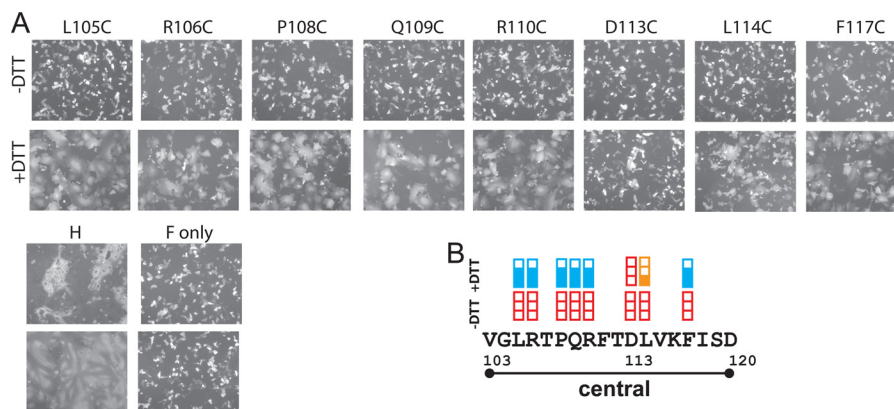 A
L105C R106C P108C Q109C R110C D113C L114C F117C
-DTT
+DTT
H F only
B
+DTT
-DTT
VGLRTPQRFTDLVKFISD
103 113 120
central